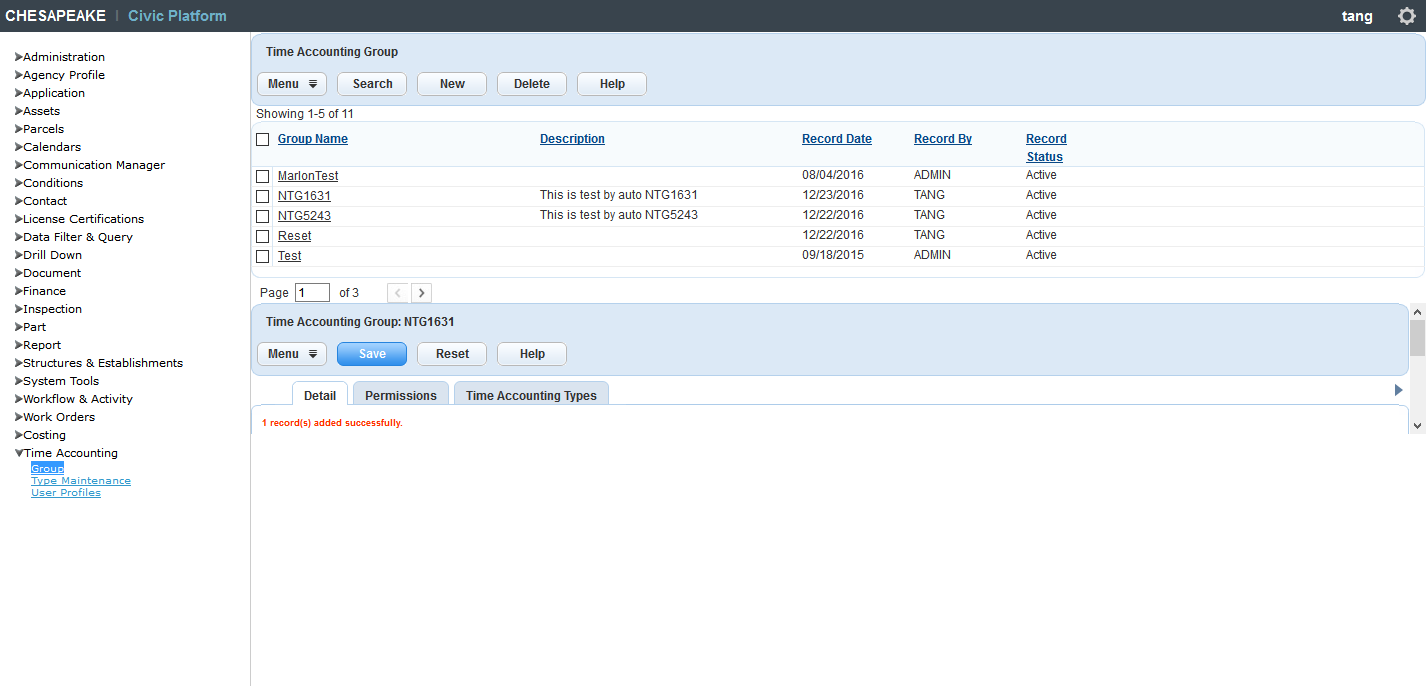 CHESAPEAKE | Civic Platform tang
Administration
Agency Profile
Application
Assets
Parcels
Calendars
Communication Manager
Conditions
Contact
License Certifications
Data Filter & Query
Drill Down
Document
Finance
Inspection
Part
Report
Structures & Establishments
System Tools
Workflow & Activity
Work Orders
Costing
Time Accounting
Group
Type Maintenance
User Profiles
Time Accounting Group
Menu Search New Delete Help
Showing 1-5 of 11
Group Name Description Record Date Record By Record Status
MarlonTest 08/04/2016 ADMIN Active
NTG1631 This is test by auto NTG1631 12/23/2016 TANG Active
NTG5243 This is test by auto NTG5243 12/22/2016 TANG Active
Reset 12/22/2016 TANG Active
Test 09/18/2015 ADMIN Active
Page 1 of 3 < >
Time Accounting Group: NTG1631
Menu Save Reset Help
Detail Permissions Time Accounting Types
1 record(s) added successfully.